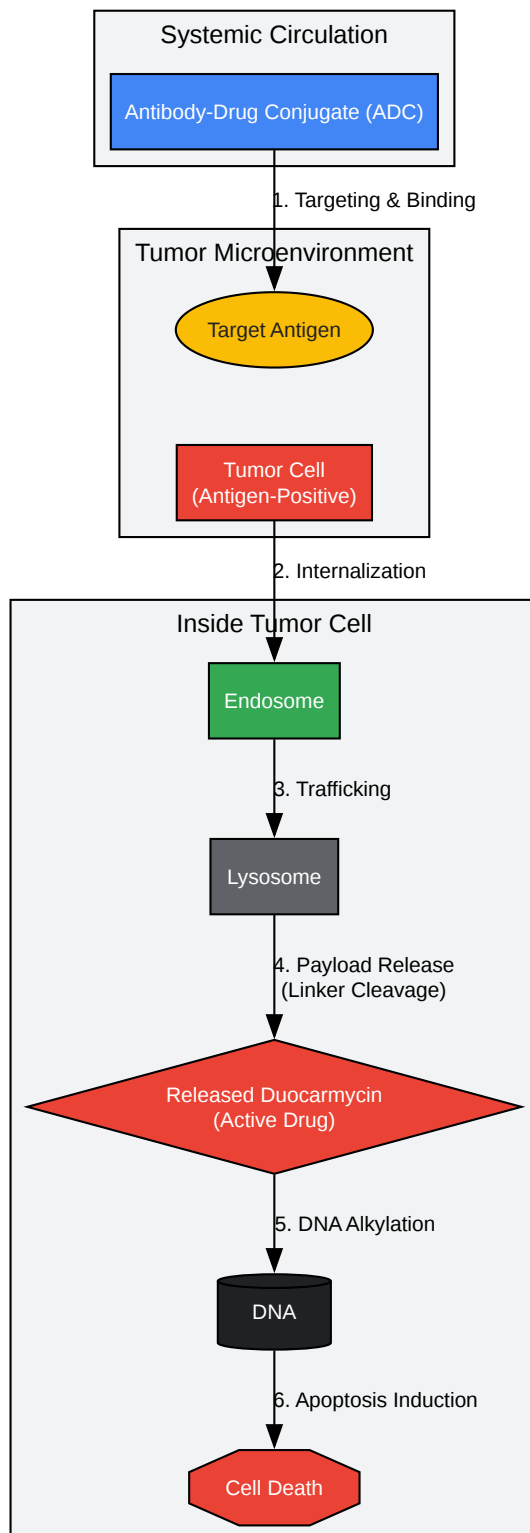 Systemic Circulation
Antibody-Drug Conjugate (ADC)
1. Targeting & Binding
Tumor Microenvironment
Target Antigen
Tumor Cell
(Antigen-Positive)
2. Internalization
Inside Tumor Cell
Endosome
3. Trafficking
Lysosome
4. Payload Release
(Linker Cleavage)
Released Duocarmycin
(Active Drug)
5. DNA Alkylation
DNA
6. Apoptosis Induction
Cell Death